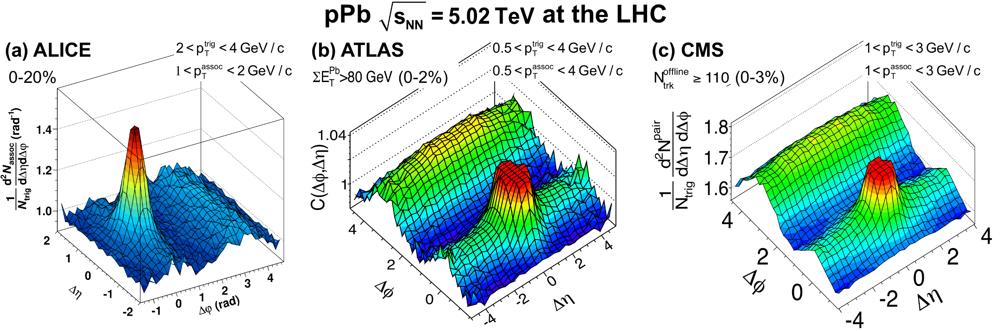 pPb √sNN = 5.02 TeV at the LHC
(a) ALICE
2 < pTtrig < 4 GeV / c
1 < pTassoc < 2 GeV / c
0-20%
1/Ntrig d²Nassoc/dΔηdΔφ (rad-1)
1.4
1.2
1.0
2
1
0
-1
-2
Δη
-1
0
1
2
3
4
Δφ (rad)
(b) ATLAS
0.5 < pTtrig < 4 GeV / c
0.5 < pTassoc < 4 GeV / c
ΣETPb >80 GeV (0-2%)
C(Δϕ,Δη)
1.04
1
4
2
0
Δϕ
-4
-2
0
2
4
Δη
(c) CMS
1 < pTtrig < 3 GeV / c
1 < pTassoc < 3 GeV / c
Ntrkoffline ≥ 110 (0-3%)
1/Ntrig d²Npair/dΔη dΔϕ
1.8
1.7
1.6
4
2
0
Δϕ
-4
-2
0
2
4
Δη